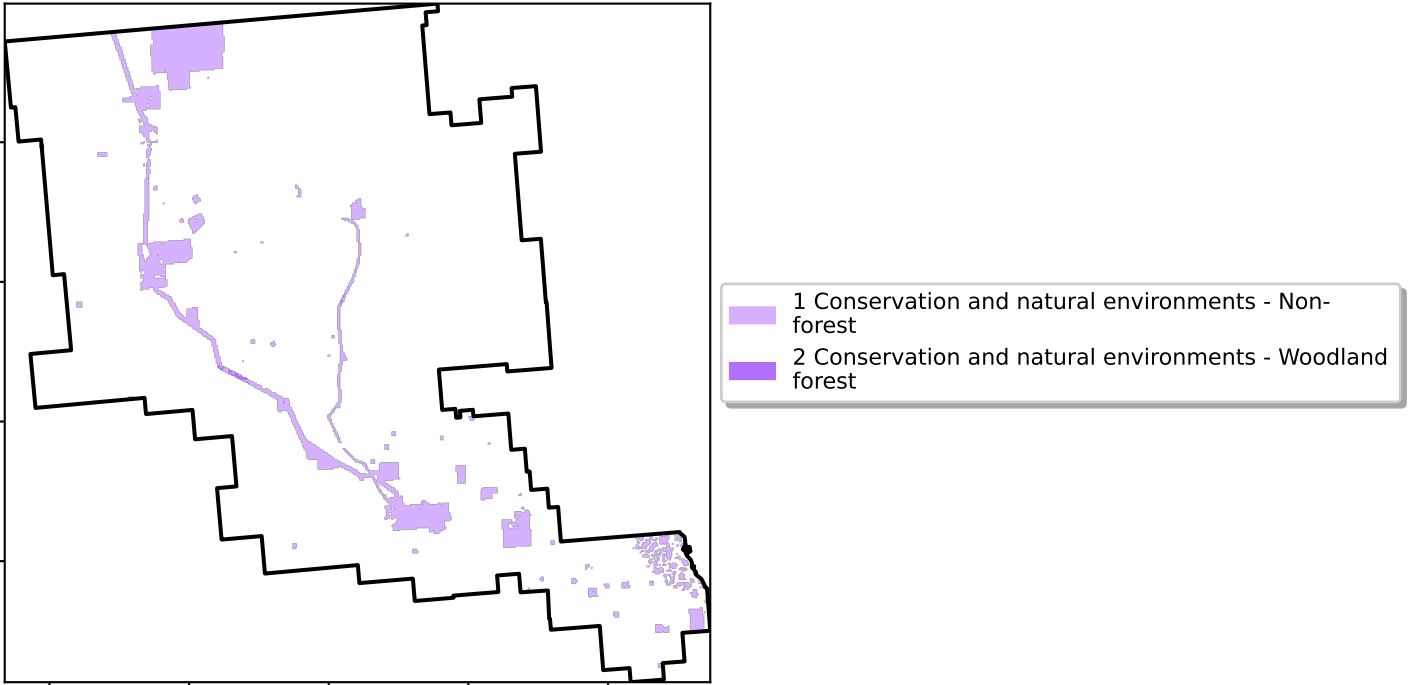 1 Conservation and natural environments - Non-
forest
2 Conservation and natural environments - Woodland
forest